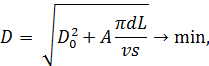 D = √(D₀² + A πdL/vs) → min,